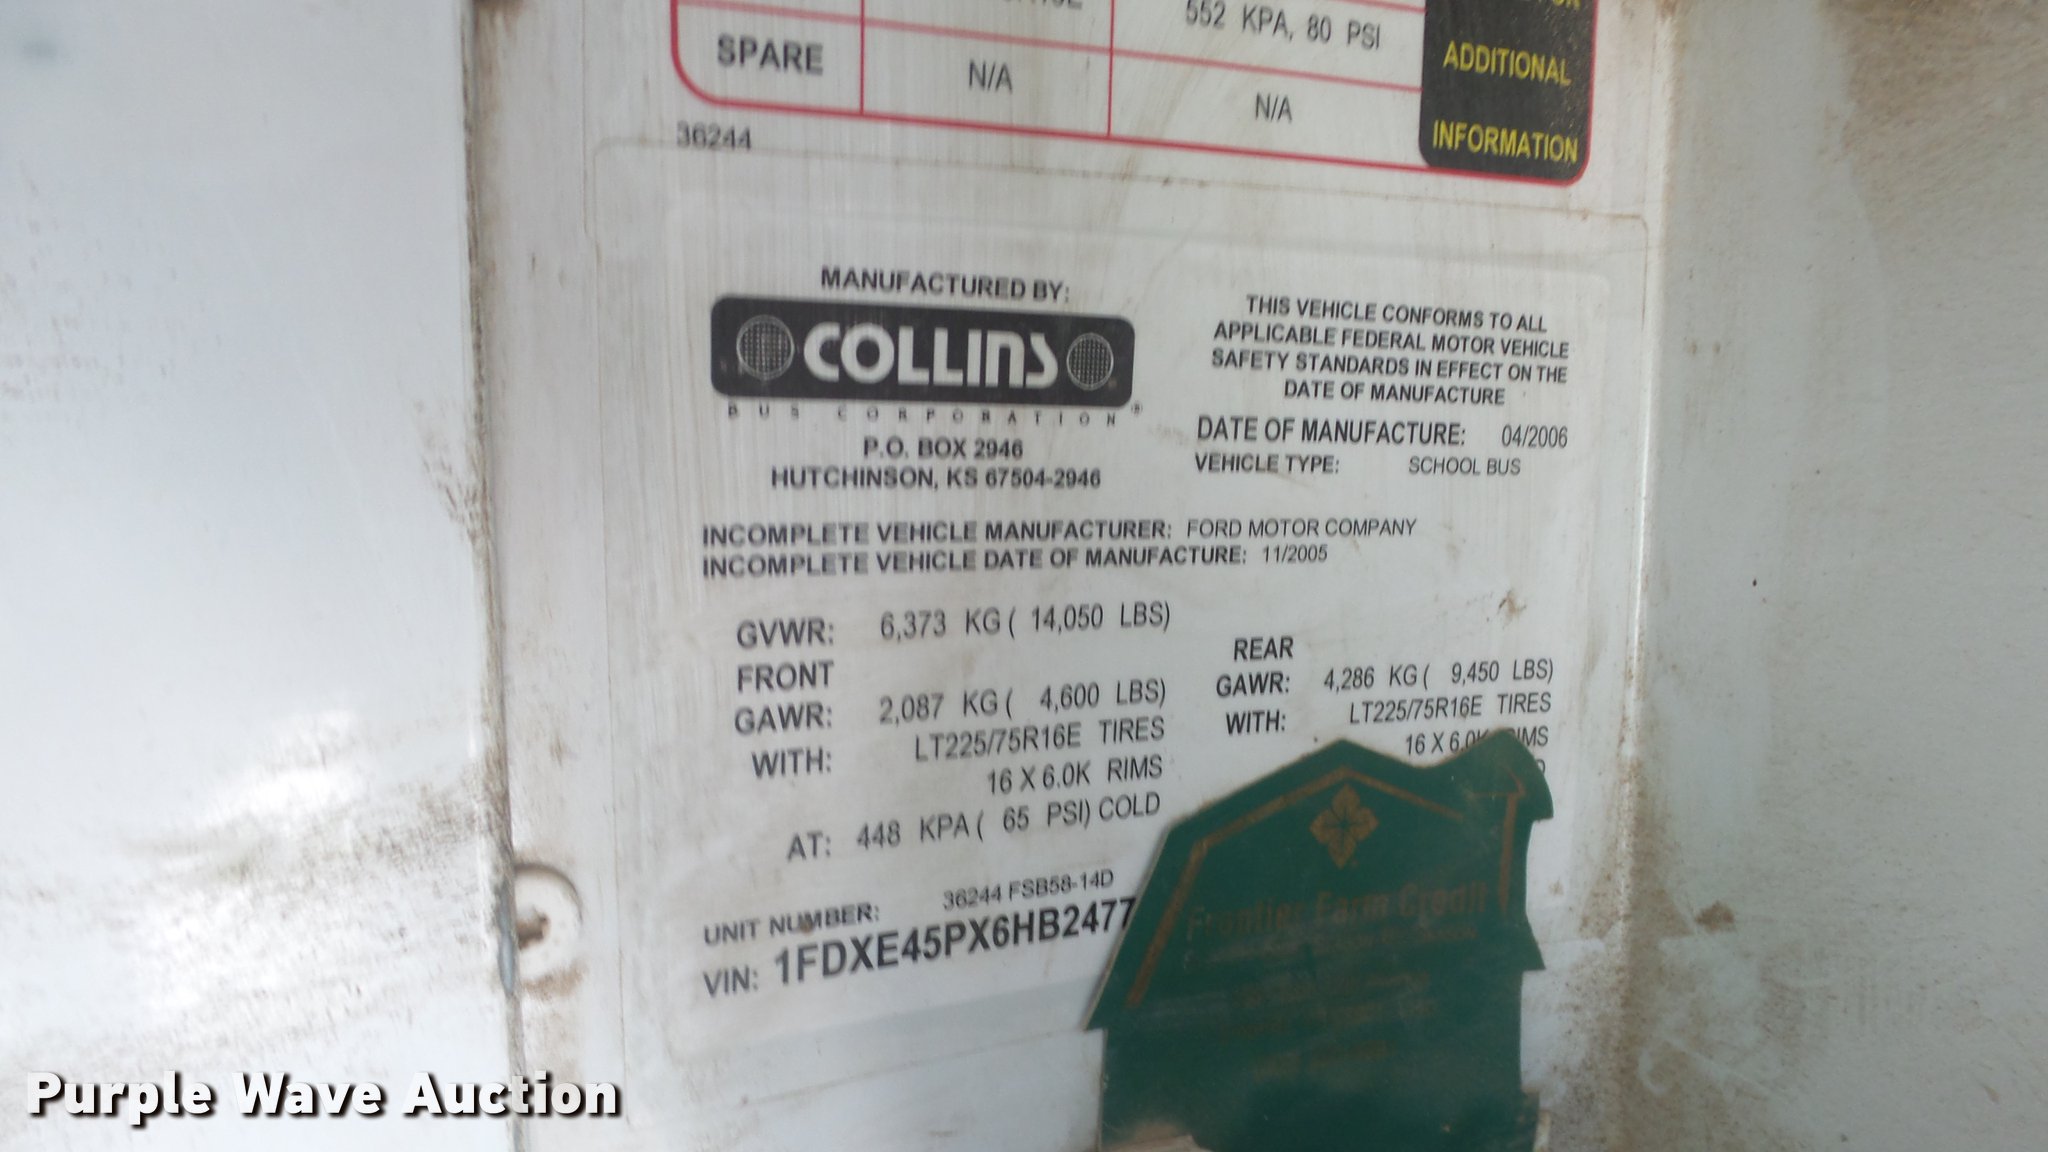 552 KPA, 80 PSI
SPARE N/A N/A
ADDITIONAL
INFORMATION
36244
MANUFACTURED BY:
COLLINS
BUS CORPORATION®
P.O. BOX 2946
HUTCHINSON, KS 67504-2946
THIS VEHICLE CONFORMS TO ALL
APPLICABLE FEDERAL MOTOR VEHICLE
SAFETY STANDARDS IN EFFECT ON THE
DATE OF MANUFACTURE
DATE OF MANUFACTURE: 04/2006
VEHICLE TYPE: SCHOOL BUS
INCOMPLETE VEHICLE MANUFACTURER: FORD MOTOR COMPANY
INCOMPLETE VEHICLE DATE OF MANUFACTURE: 11/2005
GVWR: 6,373 KG ( 14,050 LBS)
FRONT
GAWR: 2,087 KG ( 4,600 LBS)
WITH: LT225/75R16E TIRES
16 X 6.0K RIMS
AT: 448 KPA ( 65 PSI) COLD
REAR
GAWR: 4,286 KG ( 9,450 LBS)
WITH: LT225/75R16E TIRES
16 X 6.0K
UNIT NUMBER: 36244 FSB58-14D
VIN: 1FDXE45PX6HB2477
Frontier Farm Credit
Purple Wave Auction